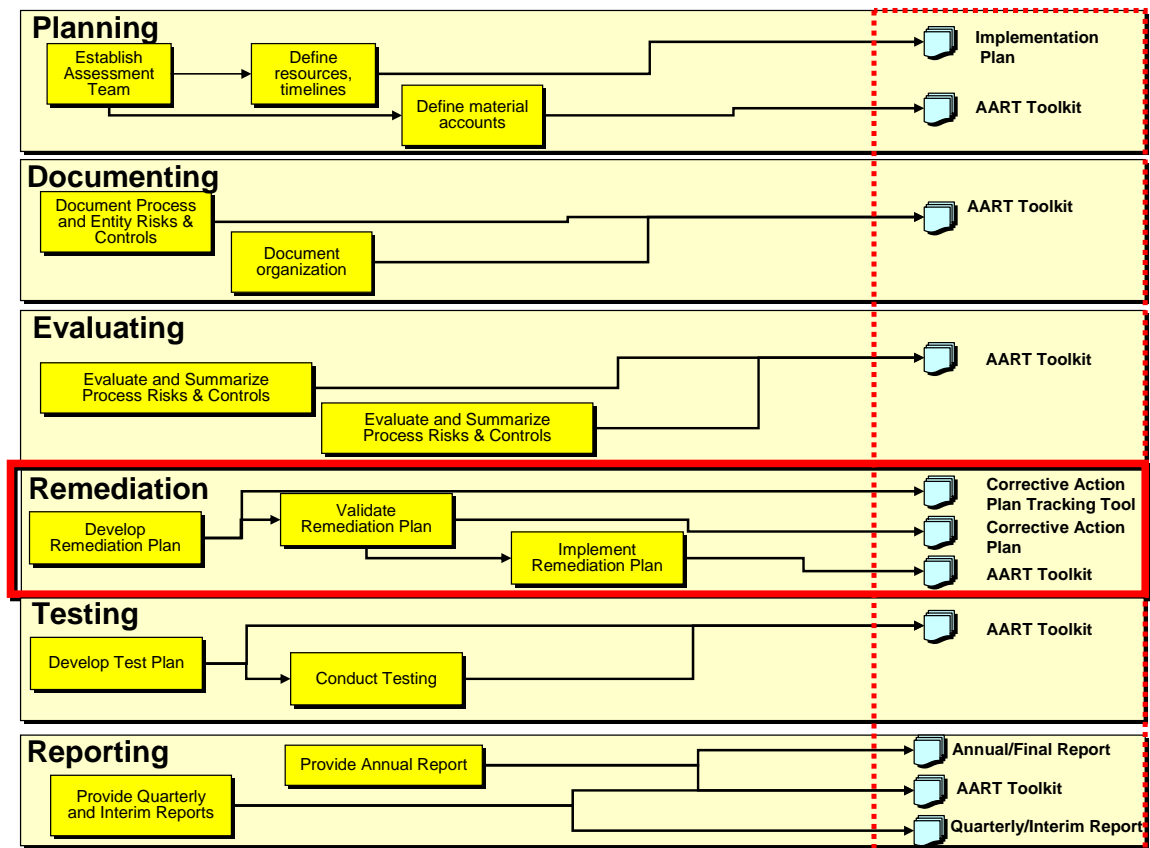 Planning
Establish
Assessment
Team
Define
resources,
timelines
Define material
accounts
Implementation
Plan
AART Toolkit
Documenting
Document Process
and Entity Risks &
Controls
Document
organization
AART Toolkit
Evaluating
Evaluate and Summarize
Process Risks & Controls
Evaluate and Summarize
Process Risks & Controls
AART Toolkit
Remediation
Develop
Remediation Plan
Validate
Remediation Plan
Implement
Remediation Plan
Corrective Action
Plan Tracking Tool
Corrective Action
Plan
AART Toolkit
Testing
Develop Test Plan
Conduct Testing
AART Toolkit
Reporting
Provide Annual Report
Provide Quarterly
and Interim Reports
Annual/Final Report
AART Toolkit
Quarterly/Interim Report